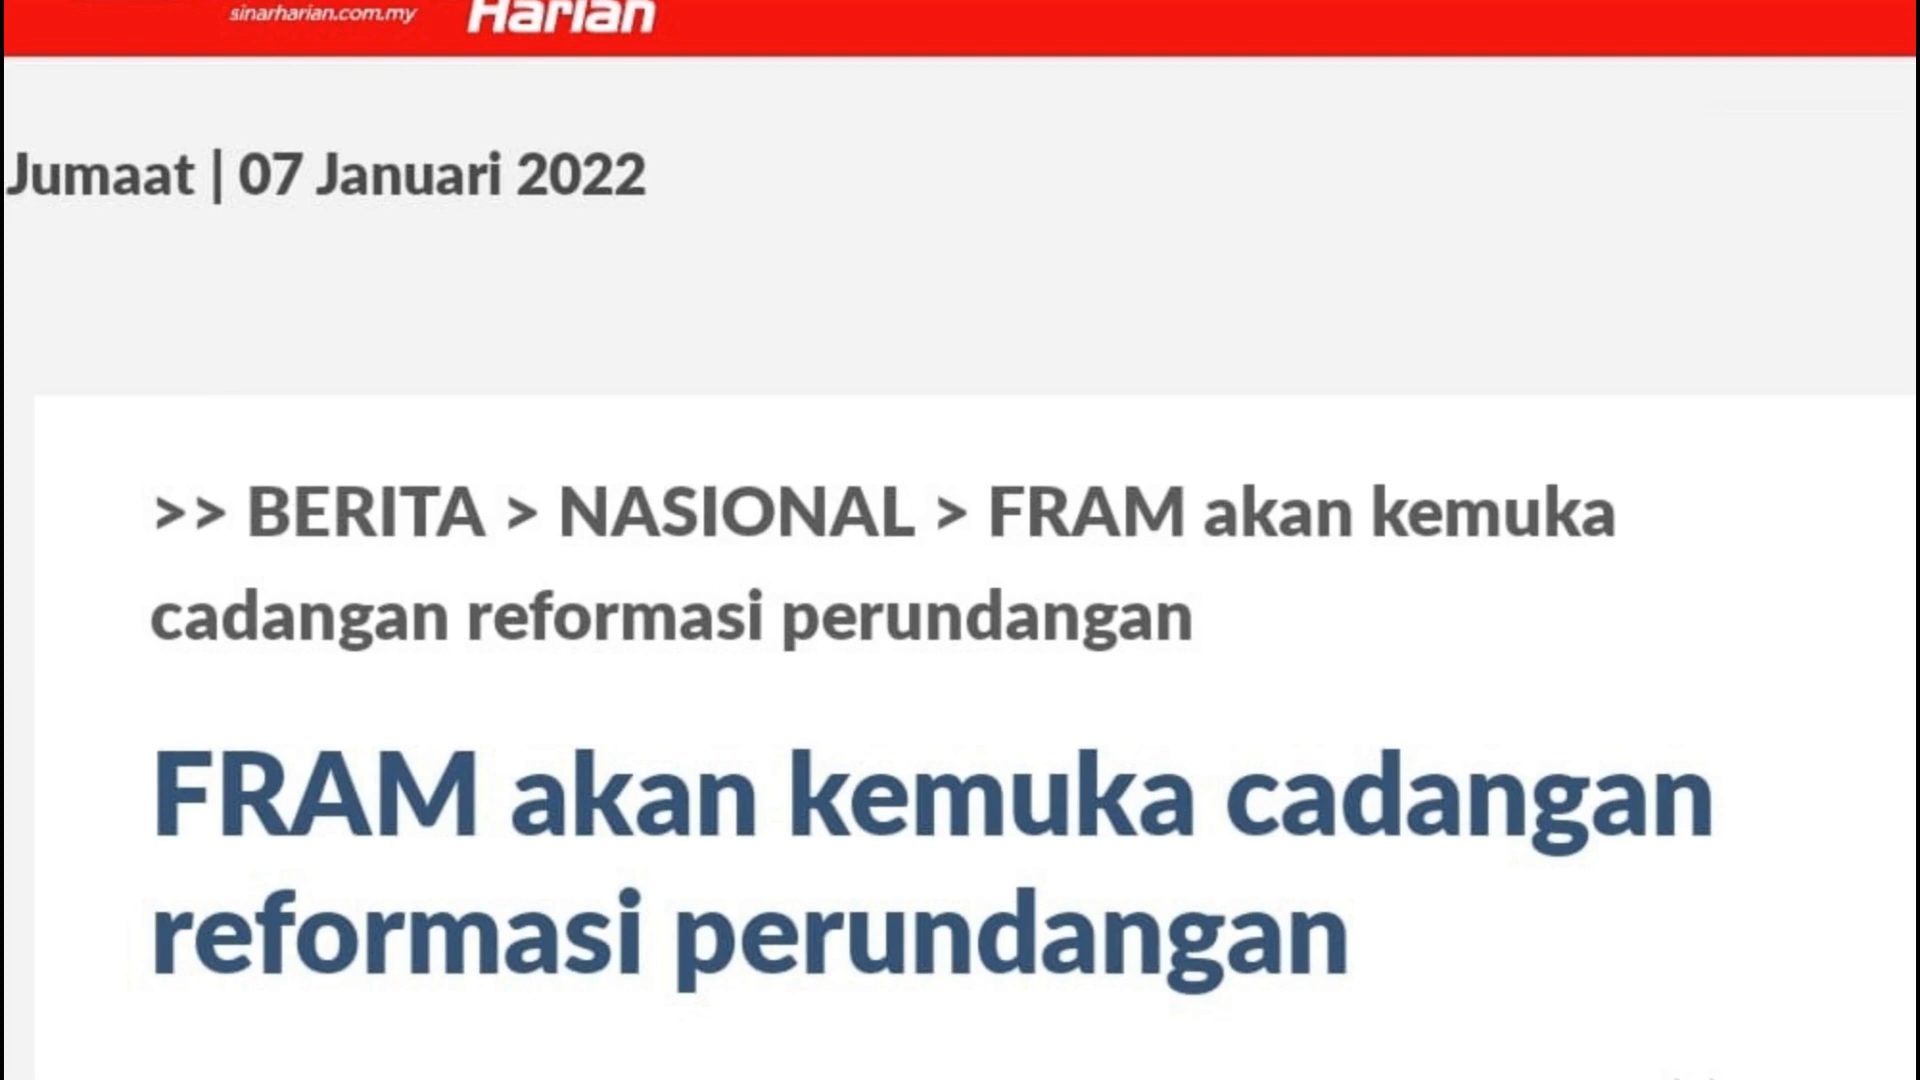 sinarharian.com.my Harian
Jumaat | 07 Januari 2022
>> BERITA > NASIONAL > FRAM akan kemuka
cadangan reformasi perundangan
FRAM akan kemuka cadangan
reformasi perundangan